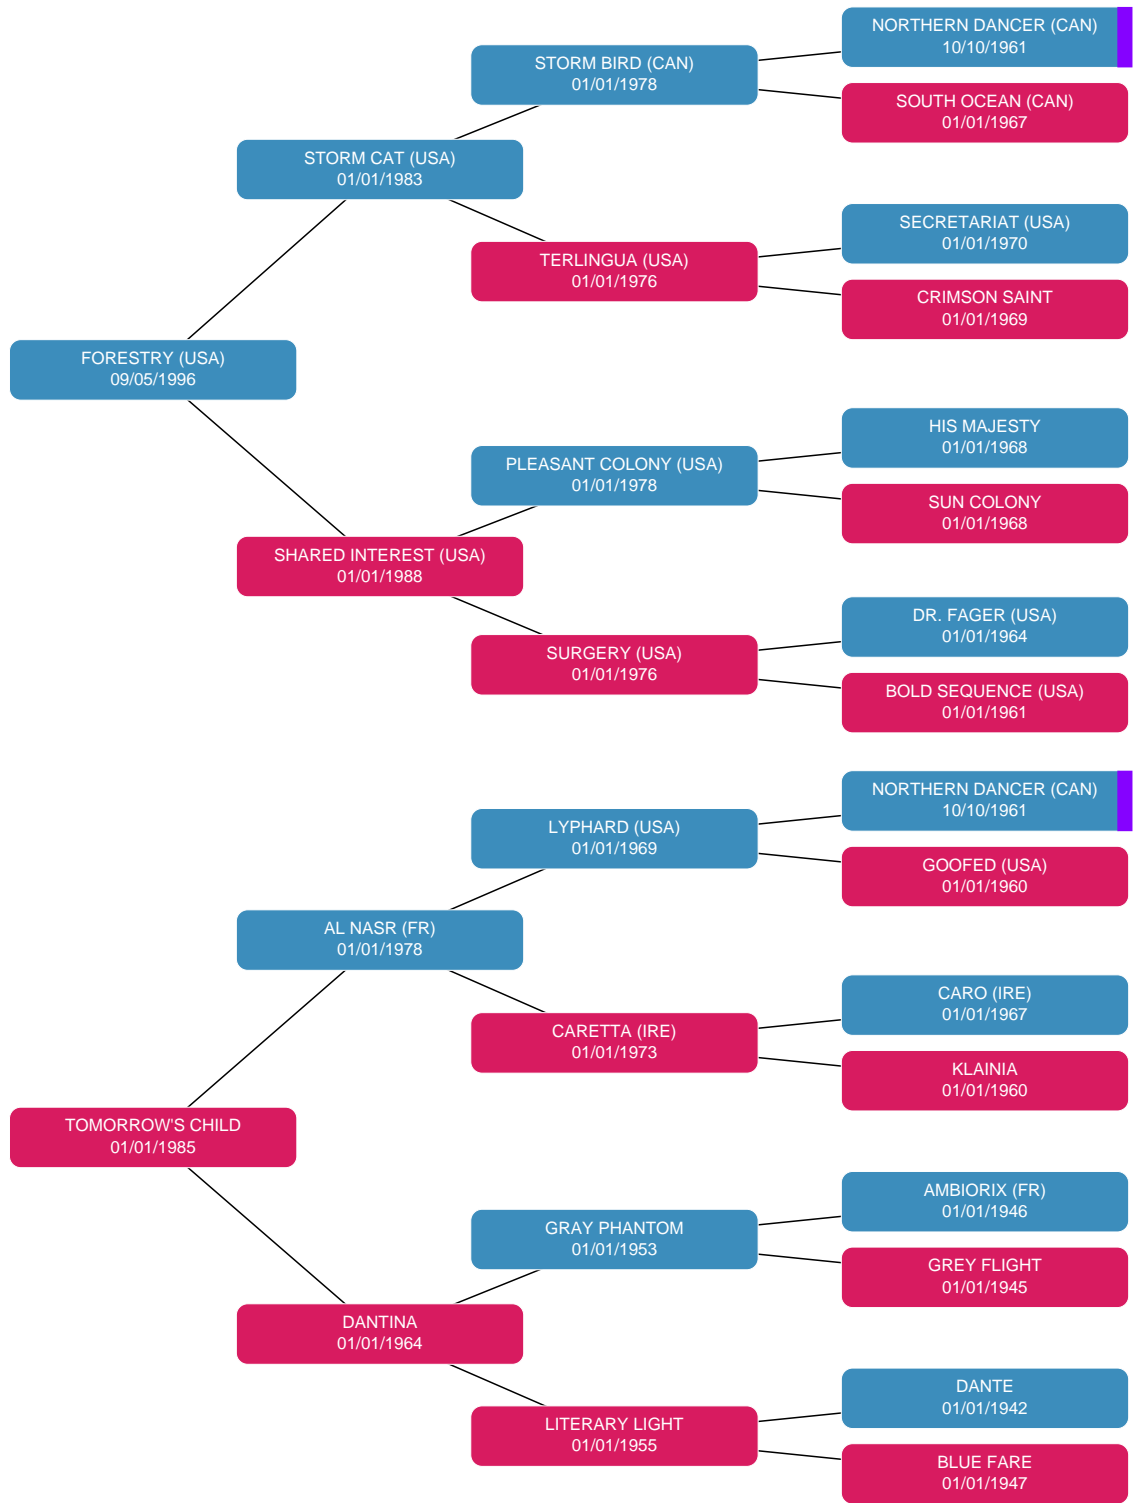 NORTHERN DANCER (CAN)
10/10/1961
STORM BIRD (CAN)
01/01/1978
SOUTH OCEAN (CAN)
01/01/1967
STORM CAT (USA)
01/01/1983
SECRETARIAT (USA)
01/01/1970
TERLINGUA (USA)
01/01/1976
CRIMSON SAINT
01/01/1969
FORESTRY (USA)
09/05/1996
HIS MAJESTY
01/01/1968
PLEASANT COLONY (USA)
01/01/1978
SUN COLONY
01/01/1968
SHARED INTEREST (USA)
01/01/1988
DR. FAGER (USA)
01/01/1964
SURGERY (USA)
01/01/1976
BOLD SEQUENCE (USA)
01/01/1961
NORTHERN DANCER (CAN)
10/10/1961
LYPHARD (USA)
01/01/1969
GOOFED (USA)
01/01/1960
AL NASR (FR)
01/01/1978
CARO (IRE)
01/01/1967
CARETTA (IRE)
01/01/1973
KLAINIA
01/01/1960
TOMORROW'S CHILD
01/01/1985
AMBIORIX (FR)
01/01/1946
GRAY PHANTOM
01/01/1953
GREY FLIGHT
01/01/1945
DANTINA
01/01/1964
DANTE
01/01/1942
LITERARY LIGHT
01/01/1955
BLUE FARE
01/01/1947